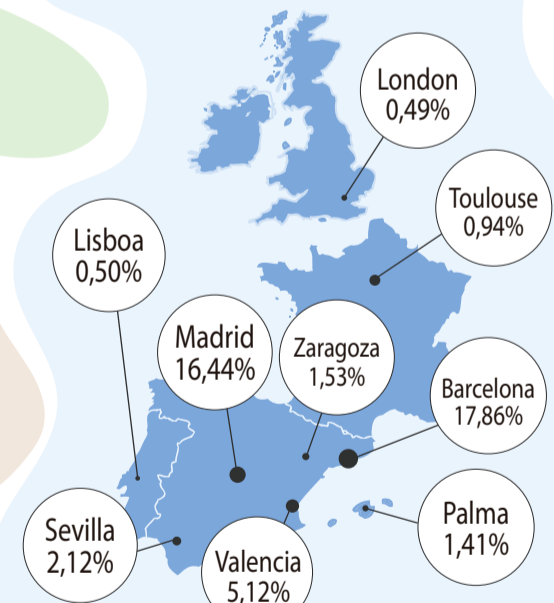 London
0,49%
Toulouse
0,94%
Lisboa
0,50%
Madrid
16,44%
Zaragoza
1,53%
Barcelona
17,86%
Palma
1,41%
Sevilla
2,12%
Valencia
5,12%